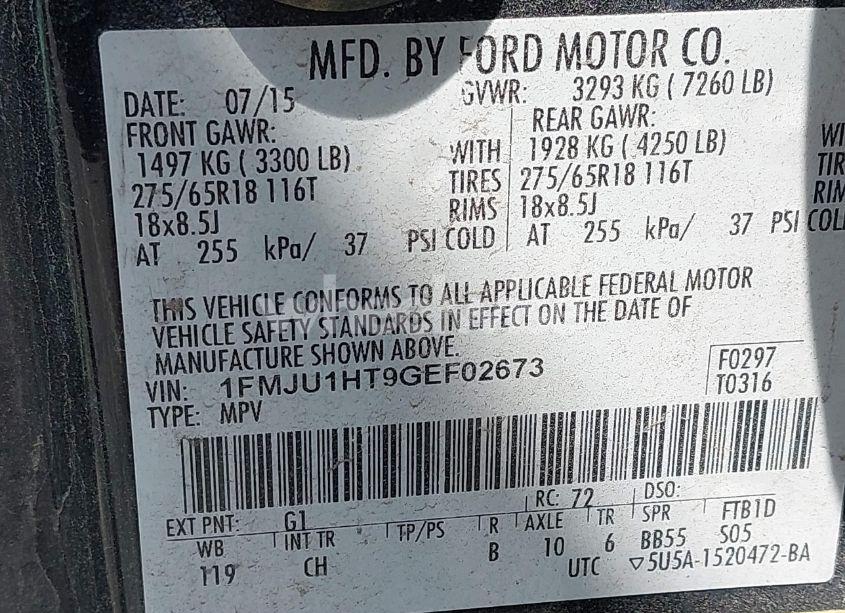 MFD. BY FORD MOTOR CO.
DATE: 07/15 GVWR: 3293 KG ( 7260 LB)
FRONT GAWR: REAR GAWR:
1497 KG ( 3300 LB) WITH 1928 KG ( 4250 LB) WI
275/65R18 116T TIRES 275/65R18 116T TIR
18x8.5J RIMS 18x8.5J RIM
AT 255 kPa/ 37 PSI COLD AT 255 kPa/ 37 PSI COL
THIS VEHICLE CONFORMS TO ALL APPLICABLE FEDERAL MOTOR
VEHICLE SAFETY STANDARDS IN EFFECT ON THE DATE OF
MANUFACTURE SHOWN ABOVE.
VIN: 1FMJU1HT9GEF02673 F0297
TYPE: MPV T0316
EXT PNT: G1 RC: 72 DSO:
WB INT TR TP/PS R AXLE TR SPR FTB1D
119 CH B 10 6 BB55 S05
UTC ▽5U5A-1520472-BA